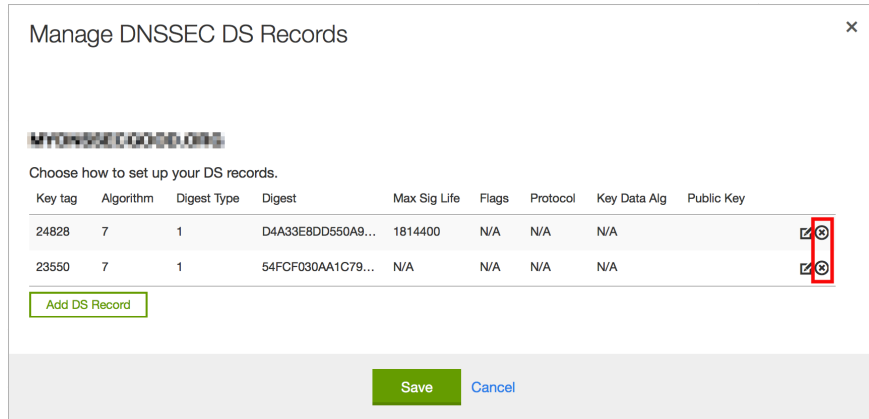 Manage DNSSEC DS Records
Choose how to set up your DS records.
Key tag Algorithm Digest Type Digest Max Sig Life Flags Protocol Key Data Alg Public Key
24828 7 1 D4A33E8DD550A9... 1814400 N/A N/A N/A
23550 7 1 54FCF030AA1C79... N/A N/A N/A N/A
Add DS Record
Save Cancel